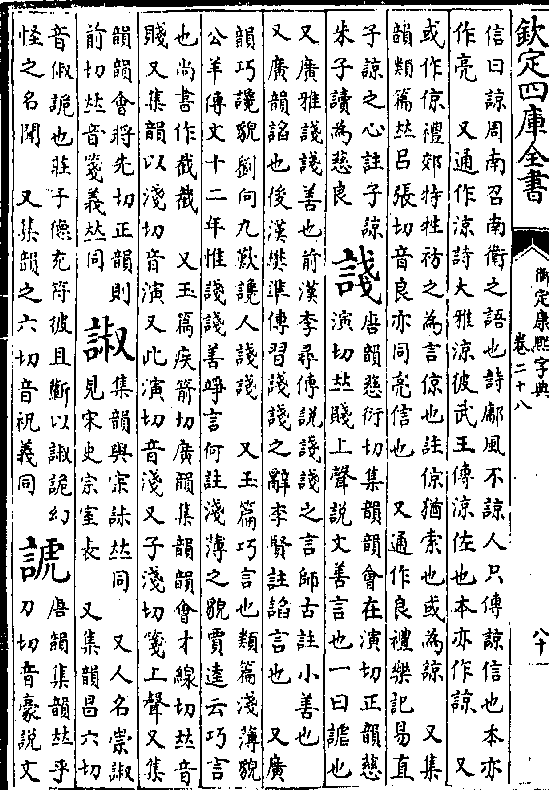 欽定四庫全書
御定康熙字典
卷二十八
八十
信曰諒周南召南衛之語也詩鄘風不諒人只傳諒信也本亦
作亮 又通作涼詩大雅涼彼武王傳涼佐也本亦作諒 又
或作倞禮郊特牲祊之為言倞也註倞猶索也或為諒 又集
韻類篇𠀤呂張切音良亦同亮信也 又通作良禮樂記易直
子諒之心註子諒
朱子讀為慈良
諓
唐韻慈衍切集韻韻會在演切正韻慈
演切𠀤賤上聲說文善言也一曰謔也
又廣雅諓諓善也前漢李尋傳說諓諓之言師古註小善也
又廣韻諂也後漢樊準傳習諓諓之辭李賢註諂言也 又廣
韻巧讒貌劉向九歎讒人諓諓 又玉篇巧言也類篇淺薄貌
公羊傳文十二年惟諓諓善竫言何註淺薄之貌賈逵云巧言
也尚書作截截 又玉篇疾箭切廣韻集韻韻會才線切𠀤音
賤又集韻以淺切音演又此演切音淺又子淺切箋上聲又集
韻韻會將先切正韻則
前切𠀤音箋義𠀤同
諔
集韻與宋詠𠀤同 又人名崇諔
見宋史宗室表 又集韻昌六切
音俶詭也莊子德充符彼且蘄以諔詭幻
怪之名聞 又集韻之六切音祝義同
諕
唐韻集韻𠀤乎
刀切音豪說文